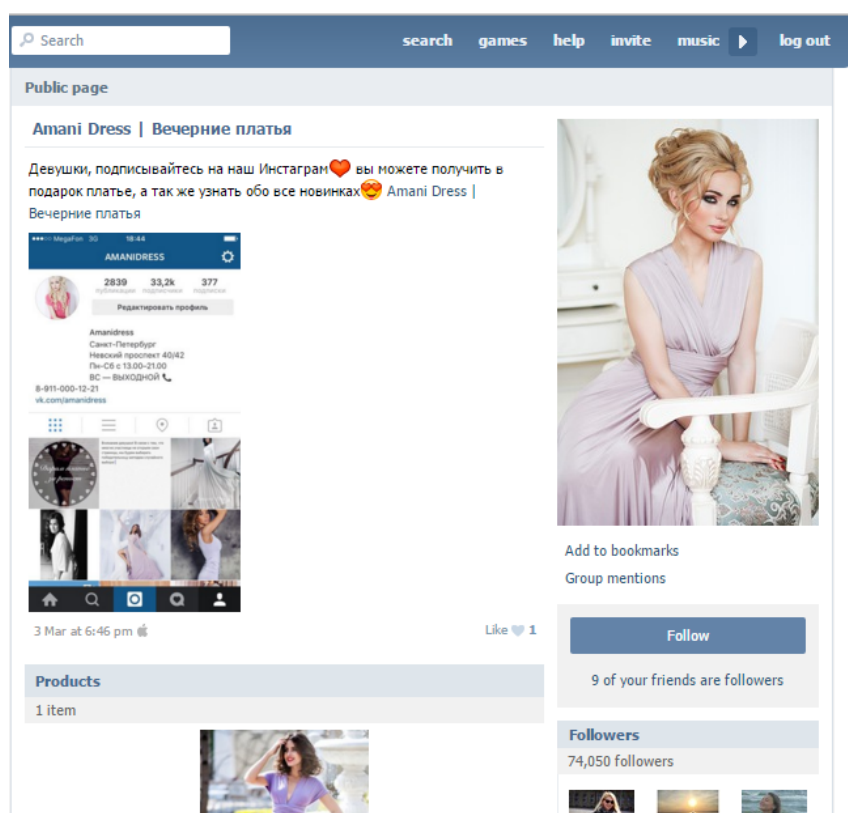 Search
search games help invite music log out
Public page
Amani Dress | Вечерние платья
Девушки, подписывайтесь на наш Инстаграм❤️ вы можете получить в
подарок платье, а так же узнать обо все новинках😍 Amani Dress |
Вечерние платья
MegaFon 3G 18:44
AMANIDRESS
2839 33,2k 377
публикации подписчики подписки
Редактировать профиль
Amanidress
Санкт-Петербург
Невский проспект 40/42
Пн-Сб с 13.00-21.00
ВС — ВЫХОДНОЙ 📞
8-911-000-12-21
vk.com/amanidress
3 Mar at 6:46 pm
Like 1
Products
1 item
Add to bookmarks
Group mentions
Follow
9 of your friends are followers
Followers
74,050 followers